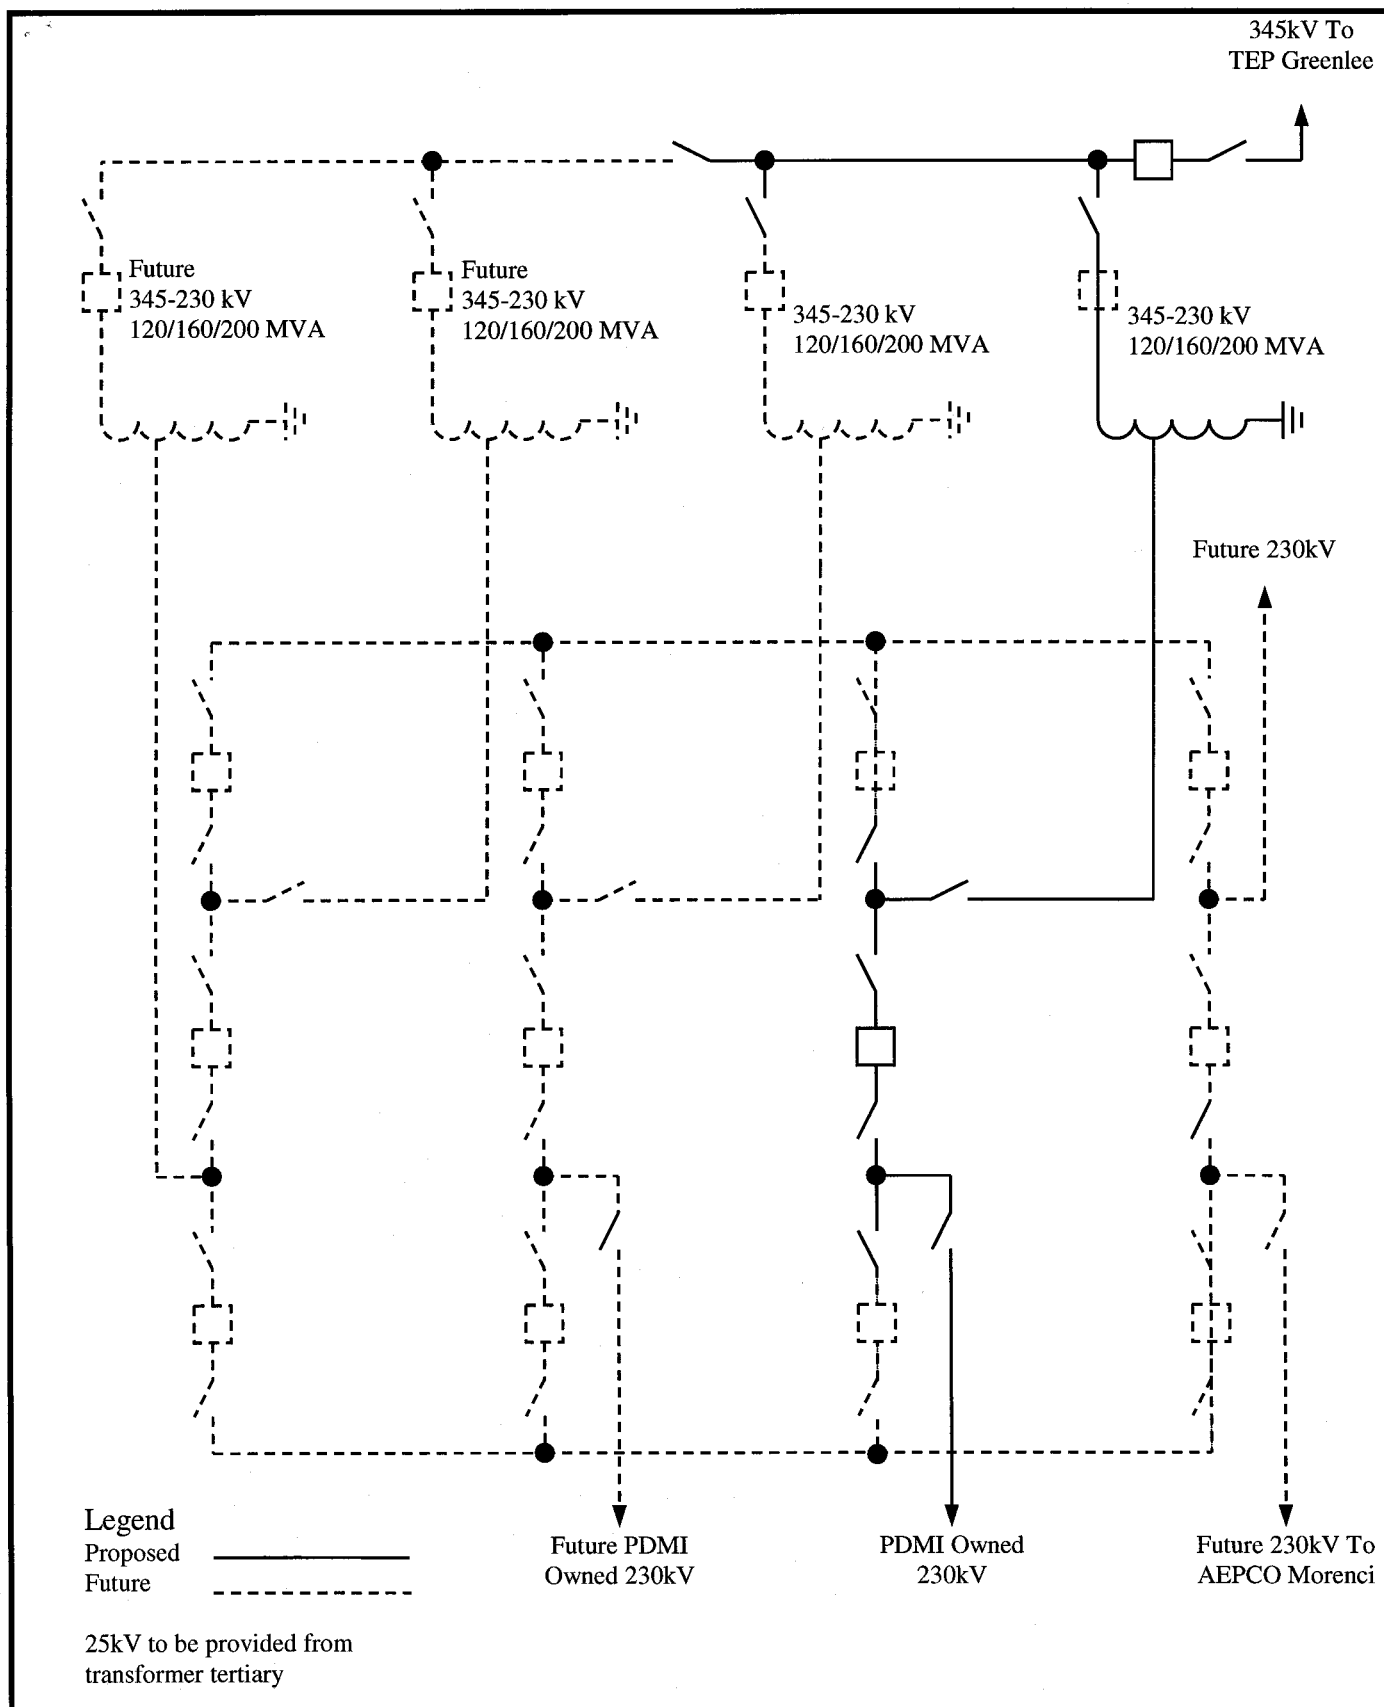 345kV To
TEP Greenlee
Future
345-230 kV
120/160/200 MVA
Future
345-230 kV
120/160/200 MVA
345-230 kV
120/160/200 MVA
345-230 kV
120/160/200 MVA
Future 230kV
Legend
Proposed
Future
25kV to be provided from
transformer tertiary
Future PDMI
Owned 230kV
PDMI Owned
230kV
Future 230kV To
AEPCO Morenci